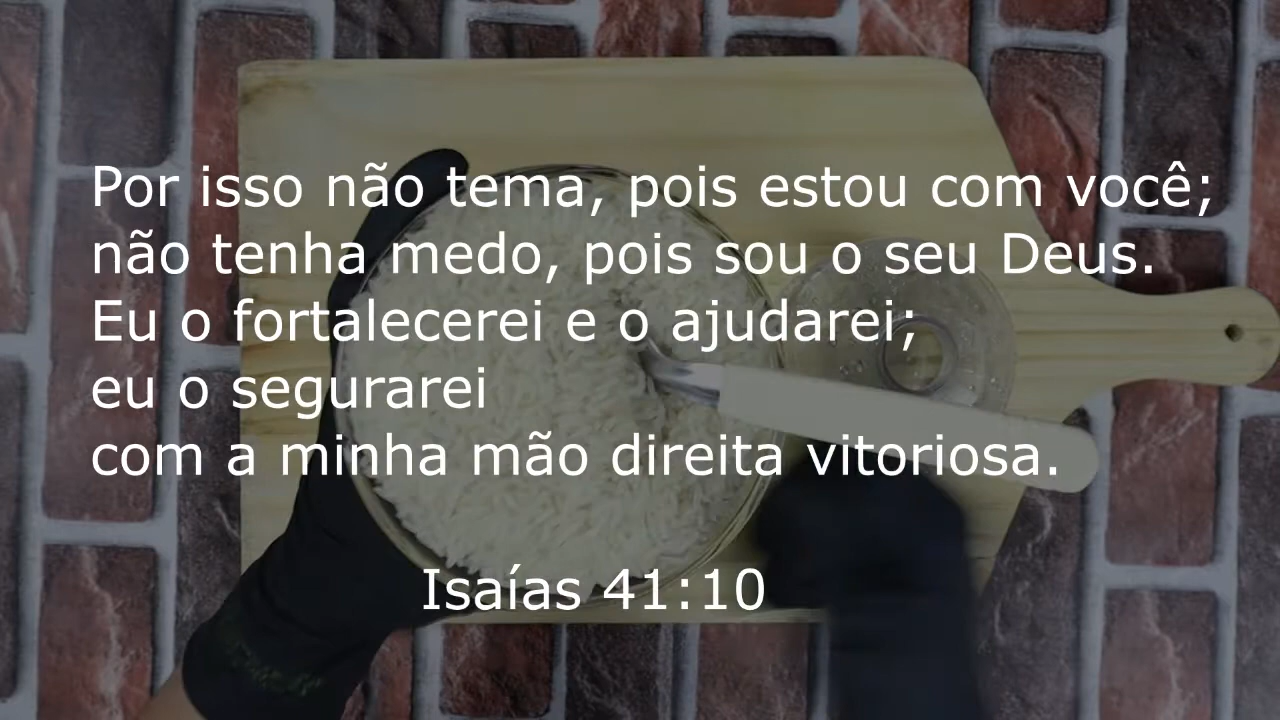 Por isso não tema, pois estou com você;
não tenha medo, pois sou o seu Deus.
Eu o fortalecerei e o ajudarei;
eu o segurarei
com a minha mão direita vitoriosa.
Isaías 41:10